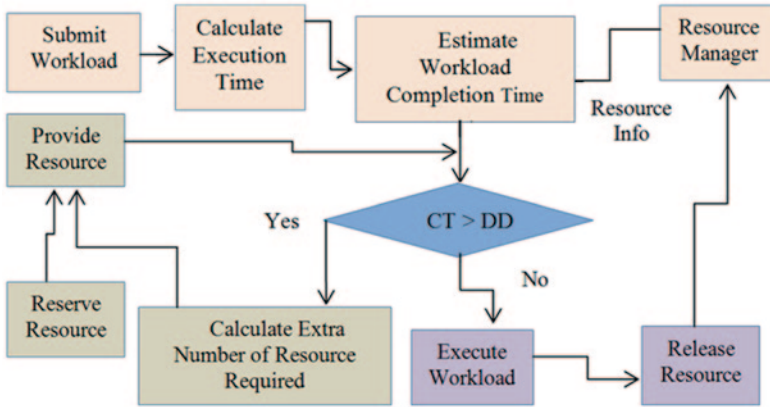 Submit
Workload
Calculate
Execution
Time
Estimate
Workload
Completion Time
Resource
Manager
Resource
Info
Provide
Resource
Yes
CT > DD
No
Reserve
Resource
Calculate Extra
Number of Resource
Required
Execute
Workload
Release
Resource